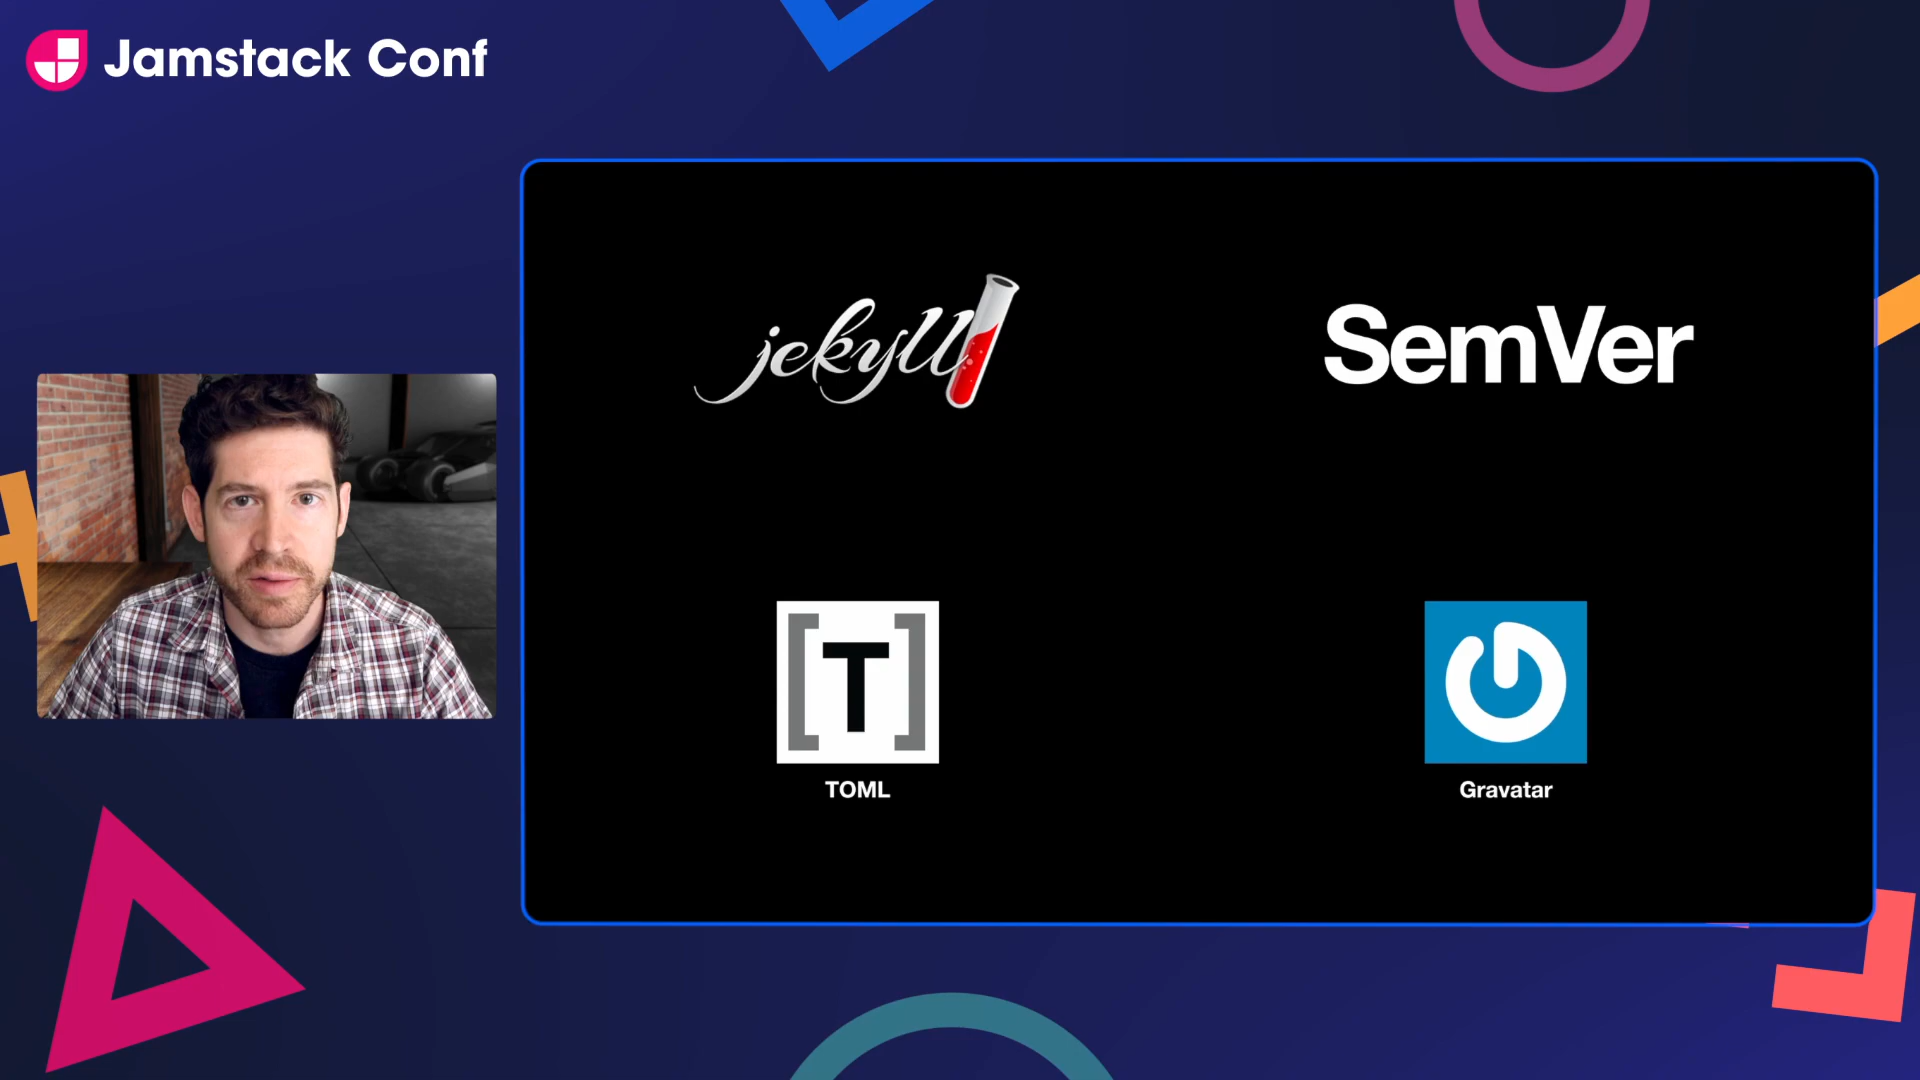 Jamstack Conf
jekyll
SemVer
[T]
TOML
Gravatar